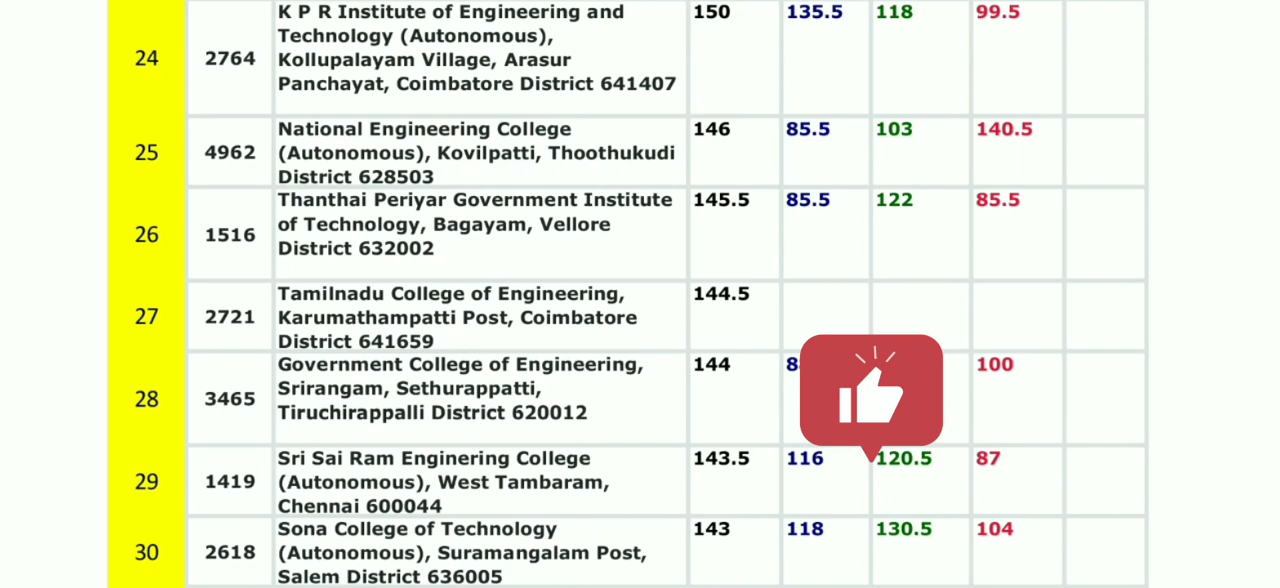 24 2764 K P R Institute of Engineering and 150 135.5 118 99.5
Technology (Autonomous),
Kollupalayam Village, Arasur
Panchayat, Coimbatore District 641407
25 4962 National Engineering College 146 85.5 103 140.5
(Autonomous), Kovilpatti, Thoothukudi
District 628503
26 1516 Thanthai Periyar Government Institute 145.5 85.5 122 85.5
of Technology, Bagayam, Vellore
District 632002
27 2721 Tamilnadu College of Engineering, 144.5
Karumathampatti Post, Coimbatore
District 641659
28 3465 Government College of Engineering, 144 100
Srirangam, Sethurappatti,
Tiruchirappalli District 620012
29 1419 Sri Sai Ram Enginering College 143.5 116 120.5 87
(Autonomous), West Tambaram,
Chennai 600044
30 2618 Sona College of Technology 143 118 130.5 104
(Autonomous), Suramangalam Post,
Salem District 636005